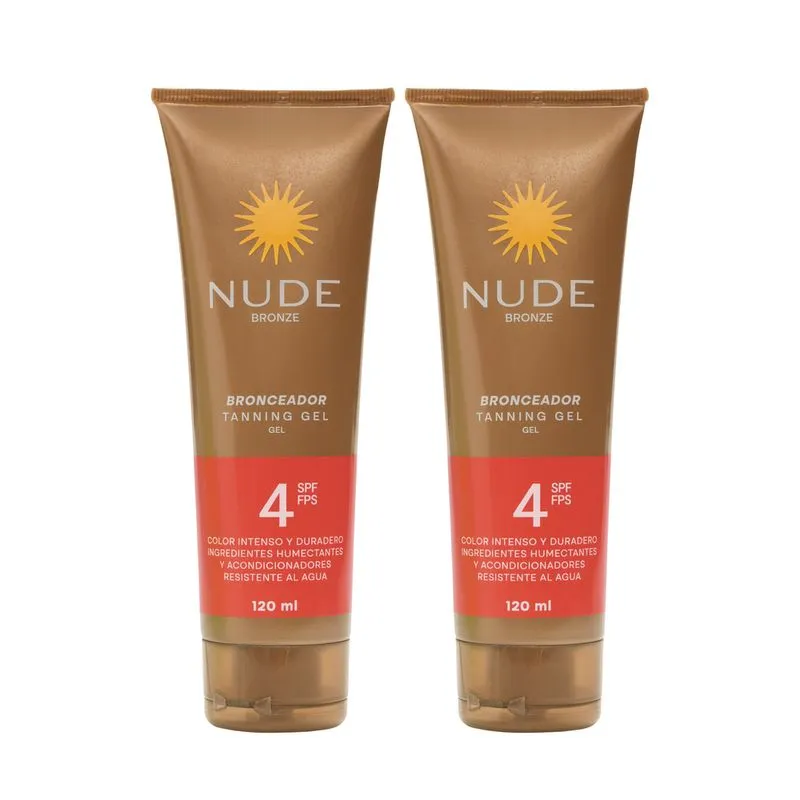 NUDE
BRONZE
BRONCEADOR
TANNING GEL
GEL
4 SPF
FPS
COLOR INTENSO Y DURADERO
INGREDIENTES HUMECTANTES
Y ACONDICIONADORES
RESISTENTE AL AGUA
120 ml
NUDE
BRONZE
BRONCEADOR
TANNING GEL
GEL
4 SPF
FPS
COLOR INTENSO Y DURADERO
INGREDIENTES HUMECTANTES
Y ACONDICIONADORES
RESISTENTE AL AGUA
120 ml